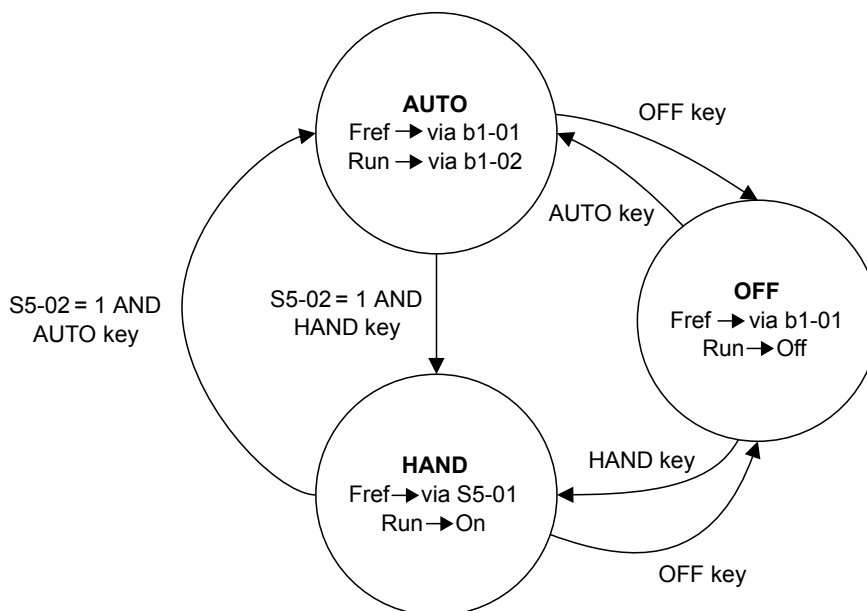 AUTO
Fref → via b1-01
Run → via b1-02
OFF key
AUTO key
S5-02 = 1 AND
AUTO key
S5-02 = 1 AND
HAND key
OFF
Fref → via b1-01
Run → Off
HAND
Fref → via S5-01
Run → On
HAND key
OFF key